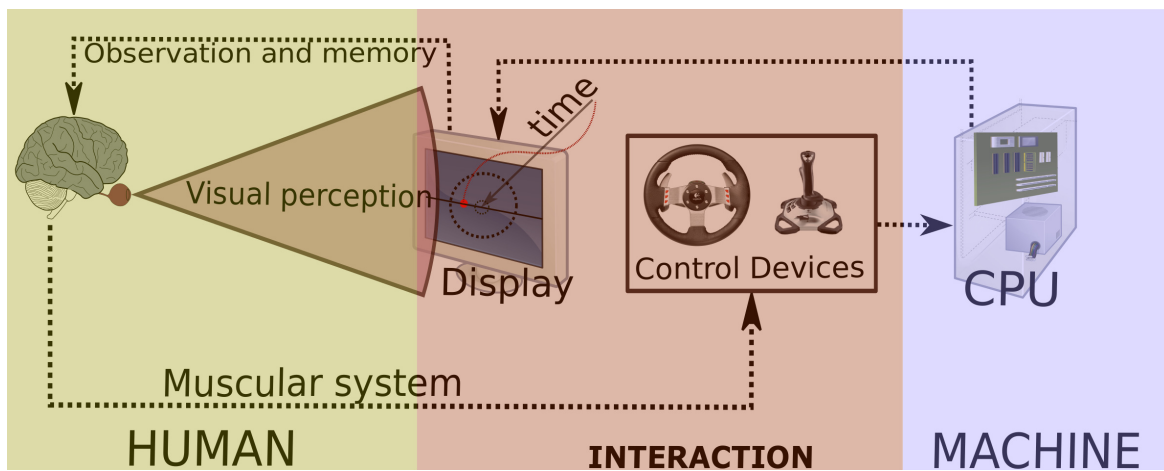 Observation and memory
time
Visual perception
Display
Control Devices
CPU
Muscular system
HUMAN
INTERACTION
MACHINE